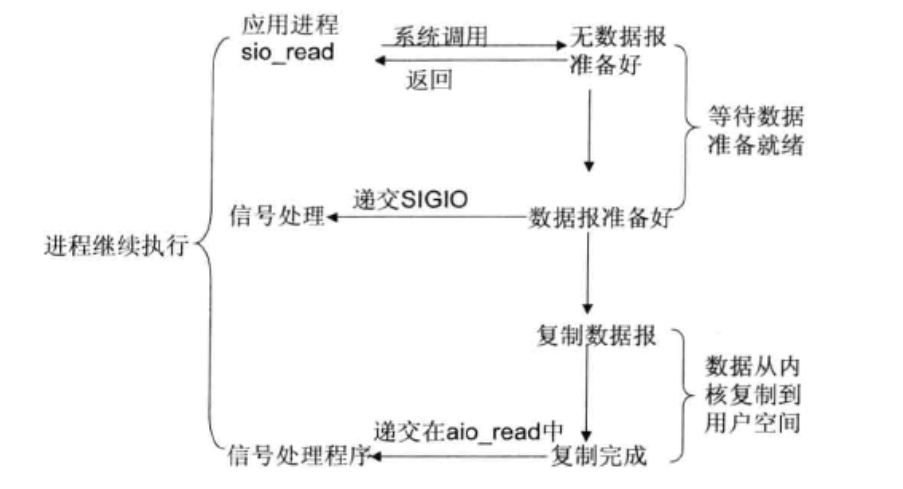 应用进程
sio_read
系统调用
返回
无数据报
准备好
等待数据
准备就绪
信号处理
递交SIGIO
数据报准备好
进程继续执行
复制数据报
数据从内
核复制到
用户空间
信号处理程序
递交在aio_read中
复制完成